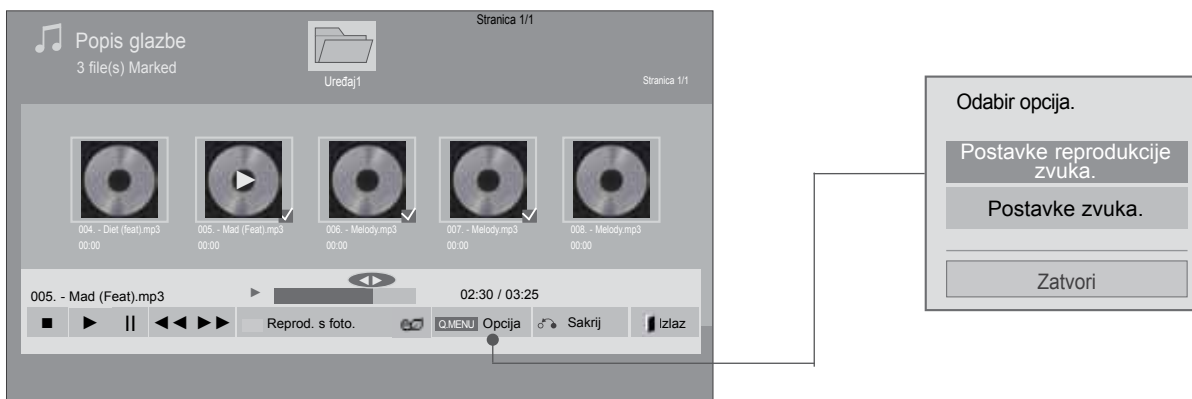 Stranica 1/1
Popis glazbe
3 file(s) Marked
Uređaj1
Stranica 1/1
004. - Diet (feat).mp3
00:00
005. - Mad (Feat).mp3
00:00
006. - Melody.mp3
00:00
007. - Melody.mp3
00:00
008. - Melody.mp3
00:00
005. - Mad (Feat).mp3
02:30 / 03:25
Reprod. s foto.
Q.MENU Opcija
Sakrij
Izlaz
Odabir opcija.
Postavke reprodukcije
zvuka.
Postavke zvuka.
Zatvori